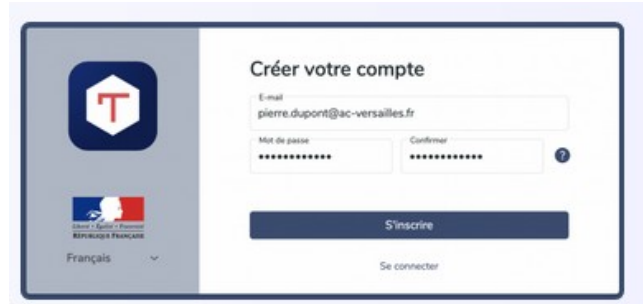 T
Créer votre compte
E-mail
pierre.dupont@ac-versailles.fr
Mot de passe
Confirmer
••••••••••••
••••••••••••
?
Liberté • Égalité • Fraternité
RÉPUBLIQUE FRANÇAISE
S'inscrire
Français
Se connecter